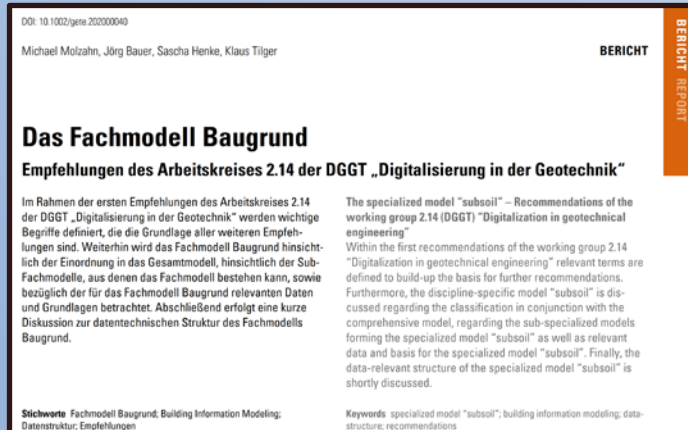 DOI: 10.1002/gete.202000040
Michael Molzahn, Jörg Bauer, Sascha Henke, Klaus Tilger
BERICHT
BERICHT REPORT
Das Fachmodell Baugrund
Empfehlungen des Arbeitskreises 2.14 der DGGT „Digitalisierung in der Geotechnik“
Im Rahmen der ersten Empfehlungen des Arbeitskreises 2.14
der DGGT „Digitalisierung in der Geotechnik“ werden wichtige
Begriffe definiert, die die Grundlage aller weiteren Empfeh-
lungen sind. Weiterhin wird das Fachmodell Baugrund hinsicht-
lich der Einordnung in das Gesamtmodell, hinsichtlich der Sub-
Fachmodelle, aus denen das Fachmodell bestehen kann, sowie
bezüglich der für das Fachmodell Baugrund relevanten Daten
und Grundlagen betrachtet. Abschließend erfolgt eine kurze
Diskussion zur datentechnischen Struktur des Fachmodells
Baugrund.
Stichworte Fachmodell Baugrund; Building Information Modeling;
Datenstruktur; Empfehlungen
The specialized model “subsoil” – Recommendations of the
working group 2.14 (DGGT) “Digitalization in geotechnical
engineering”
Within the first recommendations of the working group 2.14
“Digitalization in geotechnical engineering” relevant terms are
defined to build-up the basis for further recommendations.
Furthermore, the discipline-specific model “subsoil” is dis-
cussed regarding the classification in conjunction with the
comprehensive model, regarding the sub-specialized models
forming the specialized model “subsoil” as well as relevant
data and basis for the specialized model “subsoil”. Finally, the
data-relevant structure of the specialized model “subsoil” is
shortly discussed.
Keywords specialized model “subsoil”; building information modeling; data-
structure; recommendations